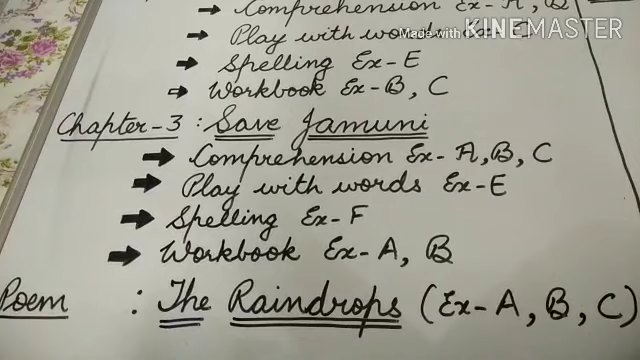 → Comprehension Ex-A, B
Made with KINEMASTER
→ Play with words Ex-
→ Spelling Ex-E
⇒ Workbook Ex-B, C
Chapter-3 : Save Jamuni
→ Comprehension Ex-A, B, C
→ Play with words Ex-E
→ Spelling Ex-F
→ Workbook Ex-A, B
Poem : The Raindrops (Ex-A, B, C)